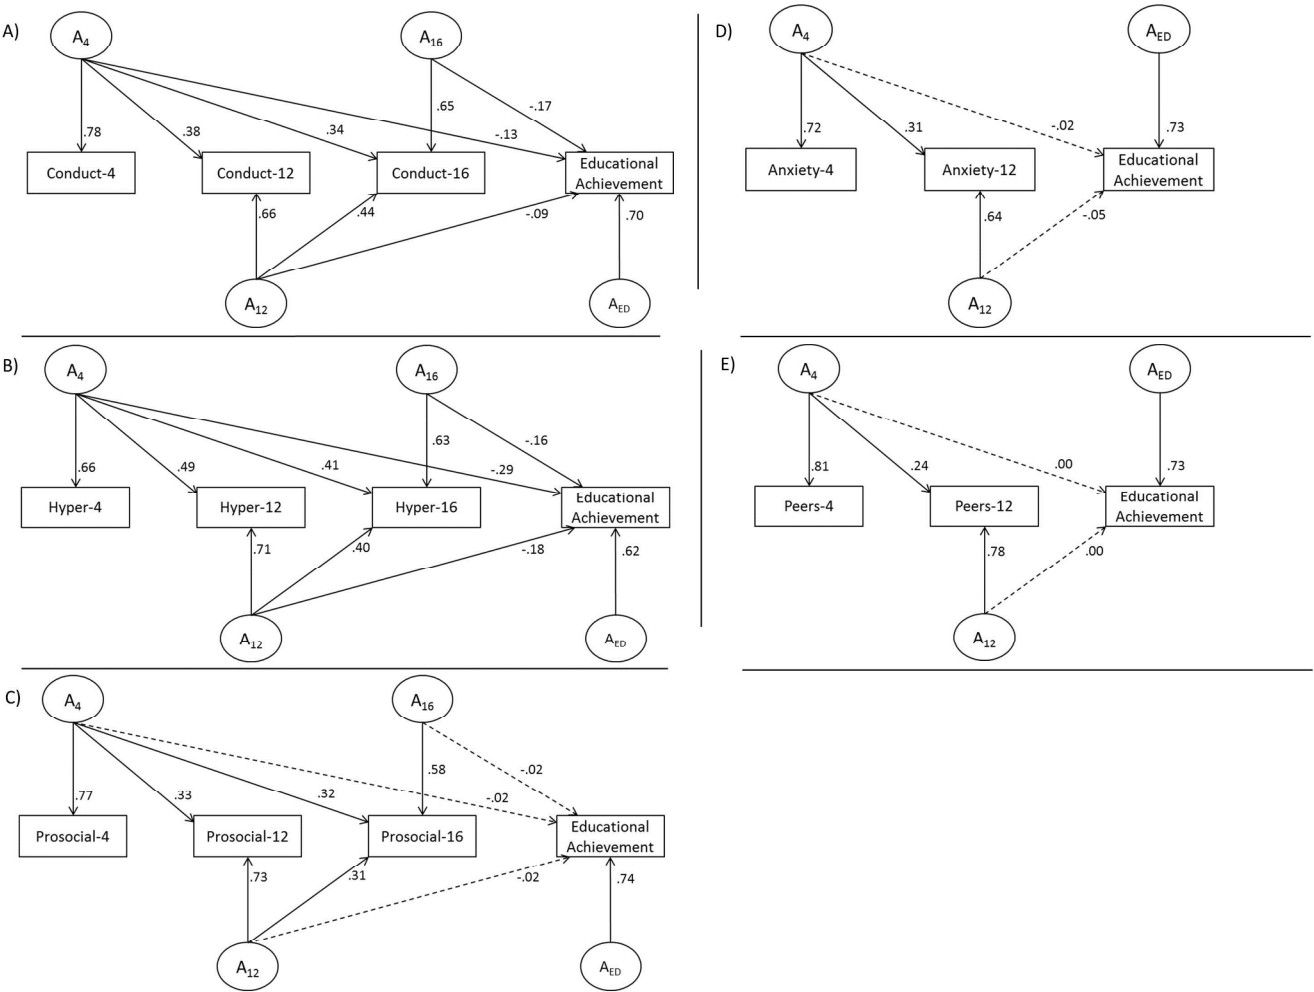 A)
A4
A16
.78
.38
.34
.65
-.17
-.13
Conduct-4
Conduct-12
Conduct-16
Educational
Achievement
.66
.44
-.09
.70
A12
AED
B)
A4
A16
.66
.49
.41
.63
-.16
-.29
Hyper-4
Hyper-12
Hyper-16
Educational
Achievement
.71
.40
-.18
.62
A12
AED
C)
A4
A16
.77
.33
.32
.58
-.02
-.02
Prosocial-4
Prosocial-12
Prosocial-16
Educational
Achievement
.73
.31
-.02
.74
A12
AED
D)
A4
AED
.72
.31
-.02
.73
Anxiety-4
Anxiety-12
Educational
Achievement
.64
-.05
A12
E)
A4
AED
.81
.24
.00
.73
Peers-4
Peers-12
Educational
Achievement
.78
.00
A12